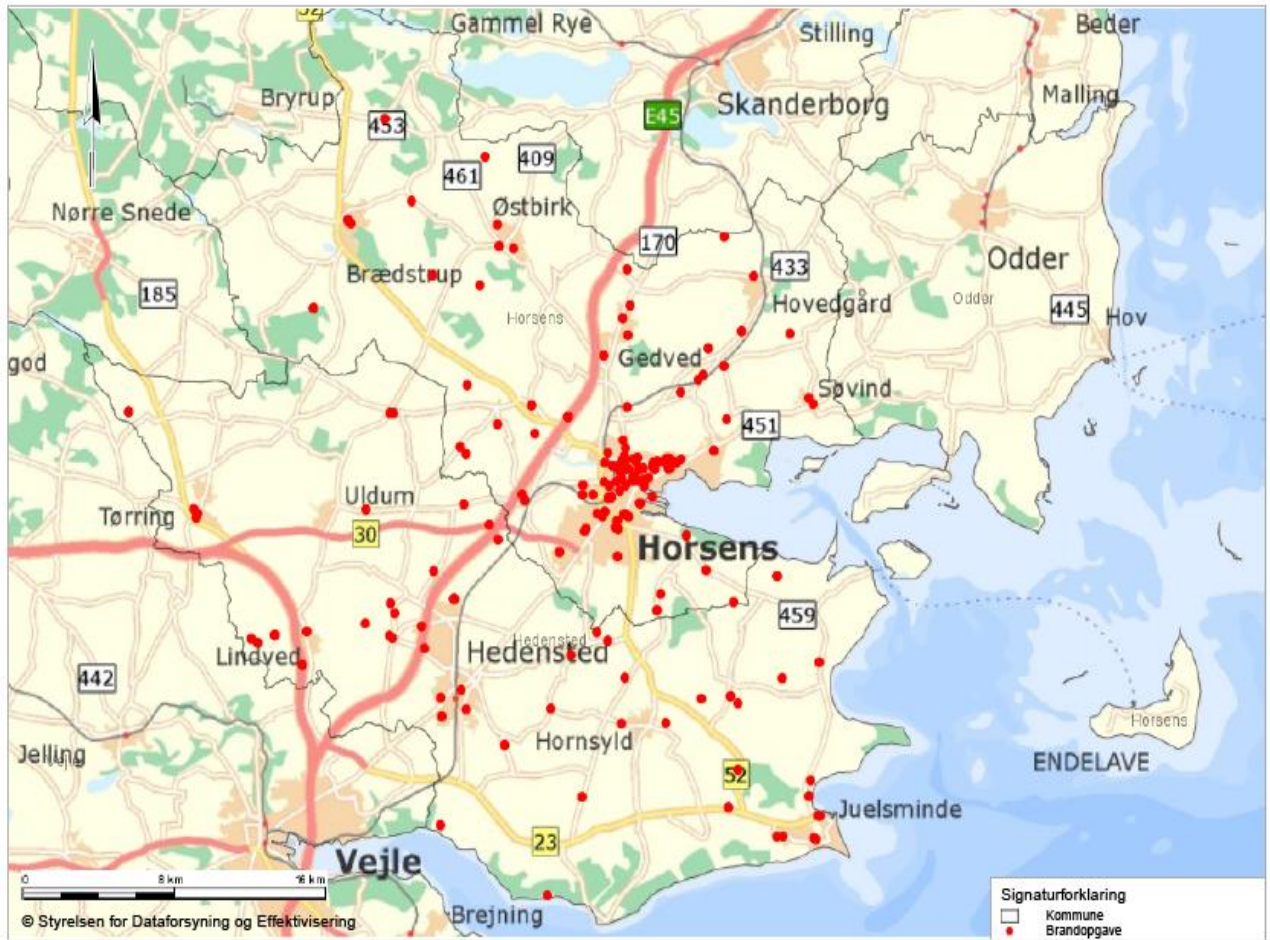 52
Gammel Rye
Stilling
Beder
Bryrup
E45
Skanderborg
Malling
453
409
461
Nørre Snede
Østbirk
170
Odder
185
Brædstrup
433
Hovedgård
Odder
445
Hov
Horsens
god
Gedved
Søvind
451
Uldum
Tørring
30
Horsens
459
Lindved
Hedensted
Hedensted
442
Horsens
Hornsyld
Jelling
52
ENDELAVE
Juelsminde
23
Vejle
0 8 km 16 km
© Styrelsen for Dataforsyning og Effektivisering
Brejning
Signaturforklaring
Kommune
Brandopgave